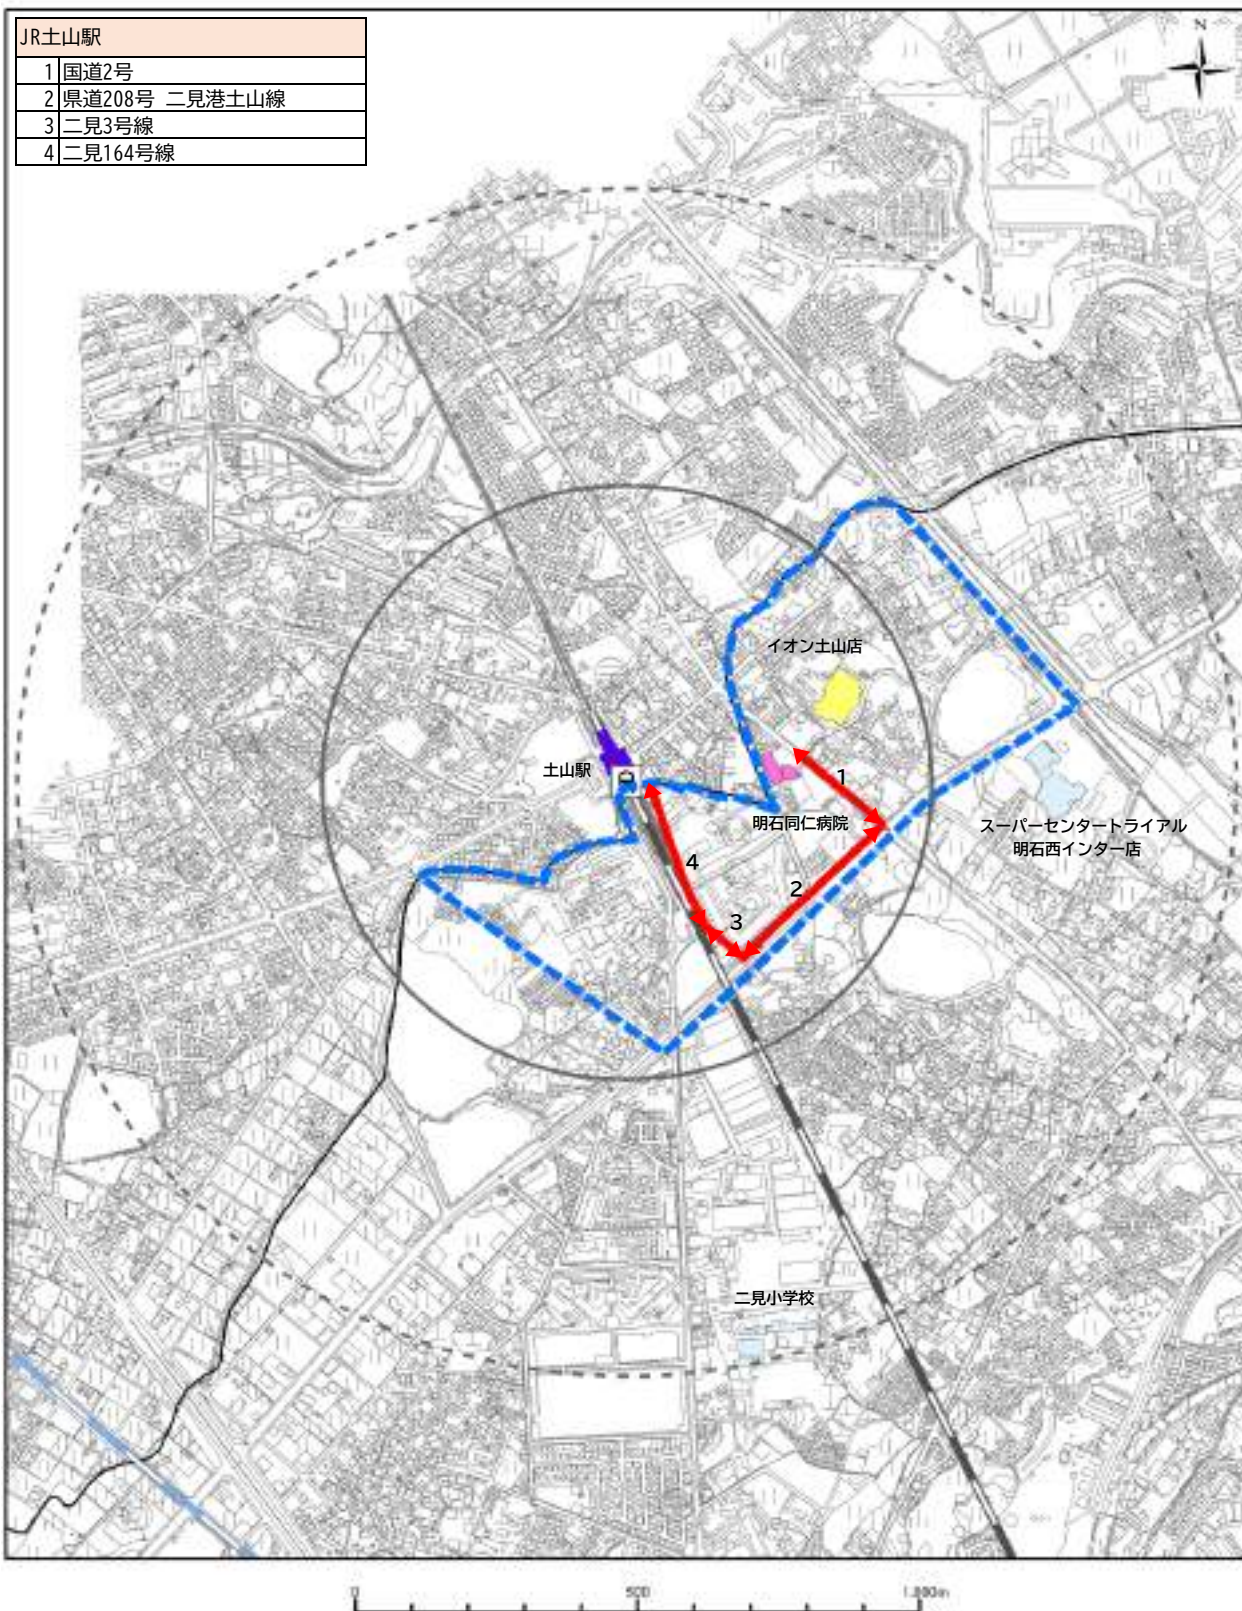 JR土山駅
1 国道2号
2 県道208号 二見港土山線
3 二見3号線
4 二見164号線
Z
イオン土山店
土山駅
1
明石同仁病院
スーパーセンタートライアル
明石西インター店
4
2
3
二見小学校
0 500 1,000m